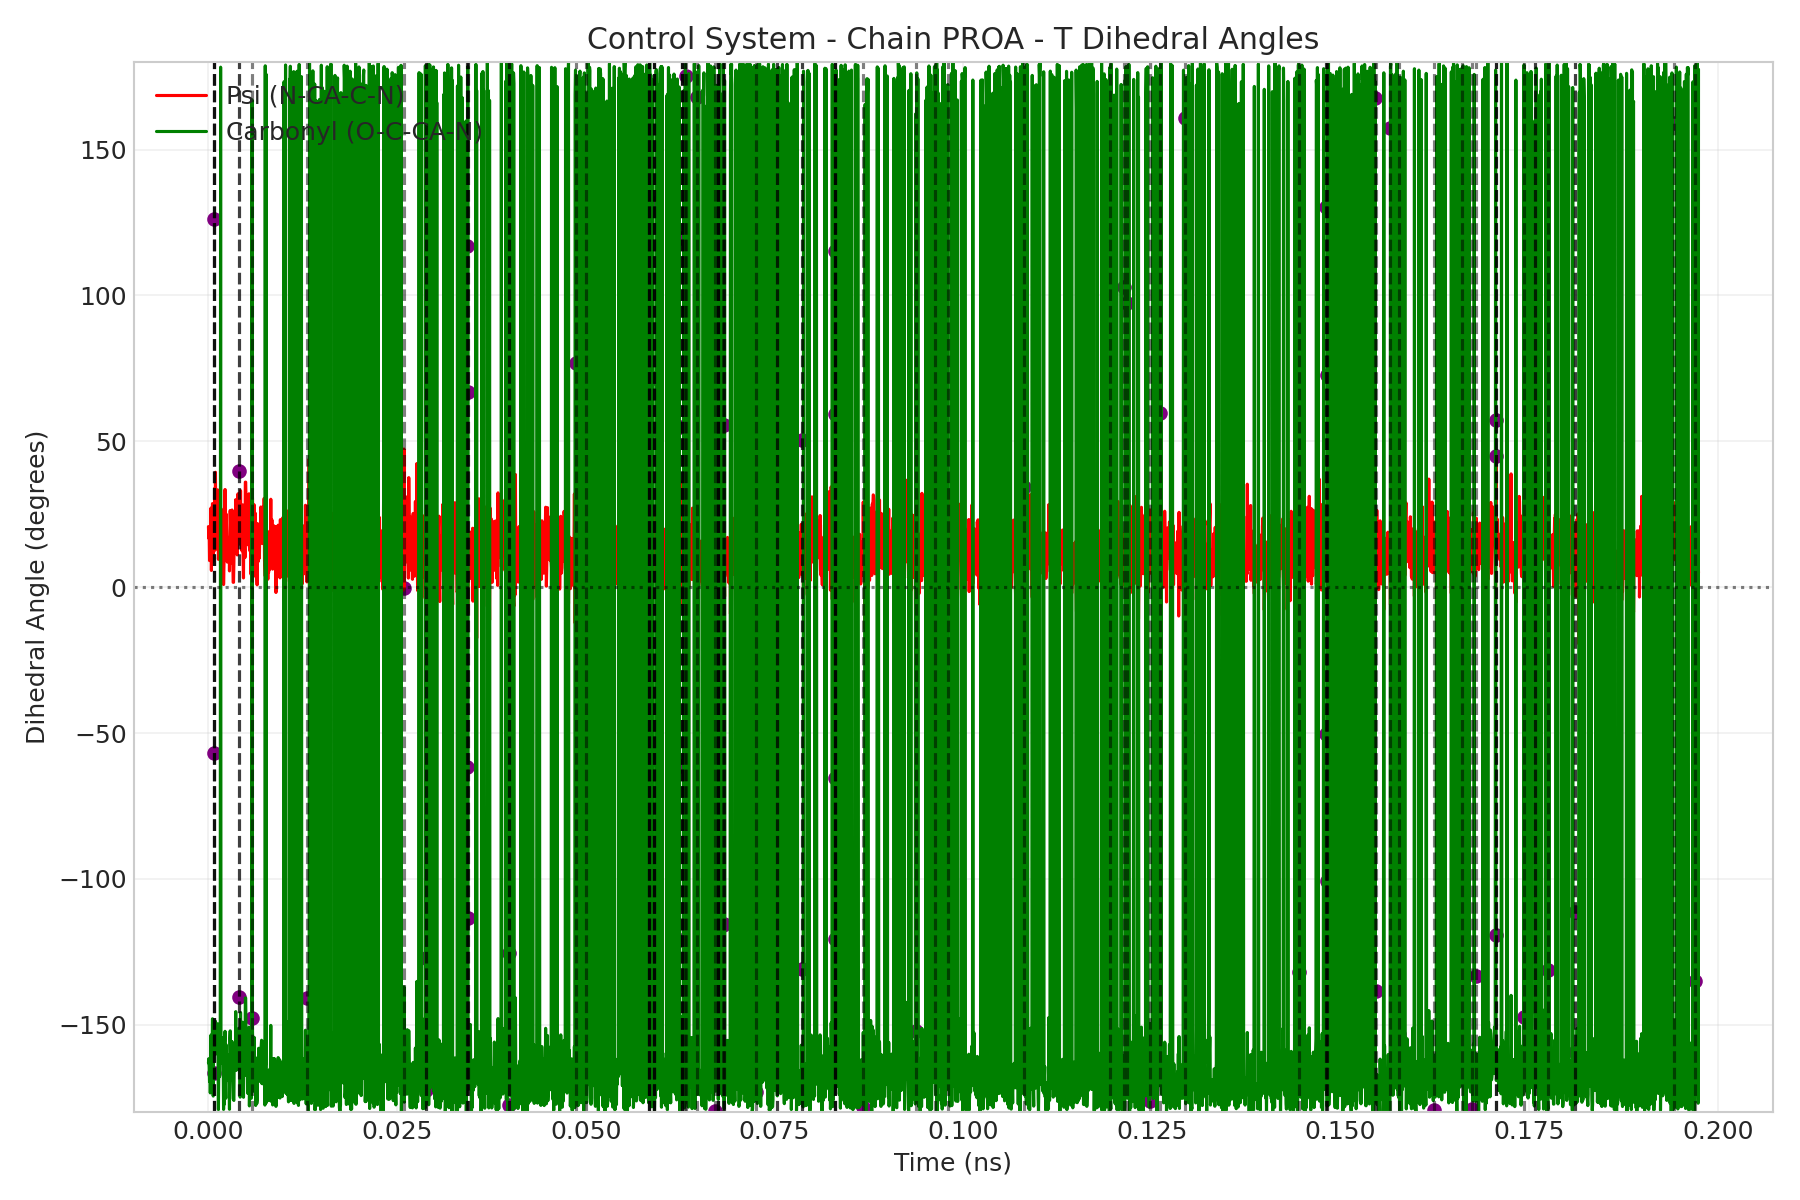 Control System - Chain PROA - T Dihedral Angles
Psi (N-CA-C-N)
Carbonyl (O-C-CA-N)
Dihedral Angle (degrees)
150
100
50
0
−50
−100
−150
0.000 0.025 0.050 0.075 0.100 0.125 0.150 0.175 0.200
Time (ns)